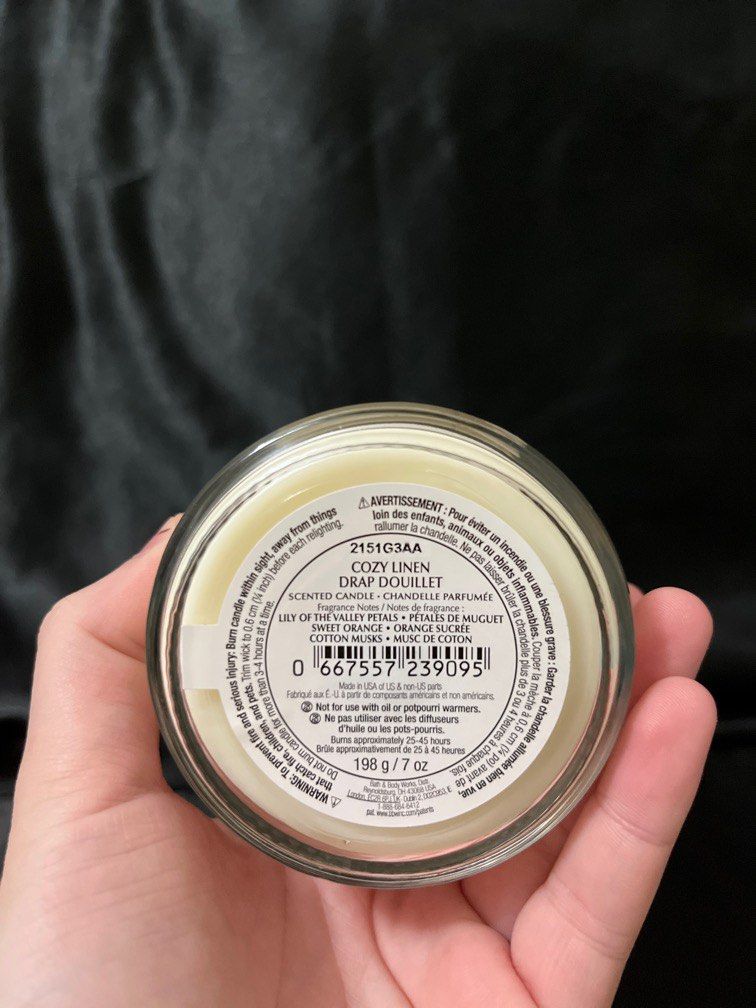 2151G3AA
COZY LINEN
DRAP DOUILLET
SCENTED CANDLE • CHANDELLE PARFUMÉE
Fragrance Notes / Notes de fragrance :
LILY OF THE VALLEY PETALS • PÉTALES DE MUGUET
SWEET ORANGE • ORANGE SUCRÉE
COTTON MUSKS • MUSC DE COTON
0 667557 239095
Made in USA of US & non-US parts
Fabriqué aux É.-U. à partir de composants américains et non américains.
Not for use with oil or potpourri warmers.
Ne pas utiliser avec les diffuseurs
d'huile ou les pots-pourris.
Burns approximately 25-45 hours
Brûle approximativement de 25 à 45 heures
198 g / 7 oz
Bath & Body Works, Distr.
Reynoldsburg, OH 43068 USA
London, UK Dublin 2,
1-888-684-6412
pat. www.bbwinc.com/patents
⚠ WARNING: To prevent fire and serious injury: Burn candle within sight, away from things
that catch fire, children, and pets. Trim wick to 0.6 cm (¼ inch) before each relighting.
Do not burn candle for more than 3-4 hours at a time.
⚠ AVERTISSEMENT : Pour éviter un incendie ou une blessure grave : Garder la chandelle allumée bien en vue,
loin des enfants, animaux ou objets inflammables. Couper la mèche à 0,6 cm (¼ po) avant de
rallumer la chandelle. Ne pas laisser brûler la chandelle plus de 3 ou 4 heures à chaque fois.